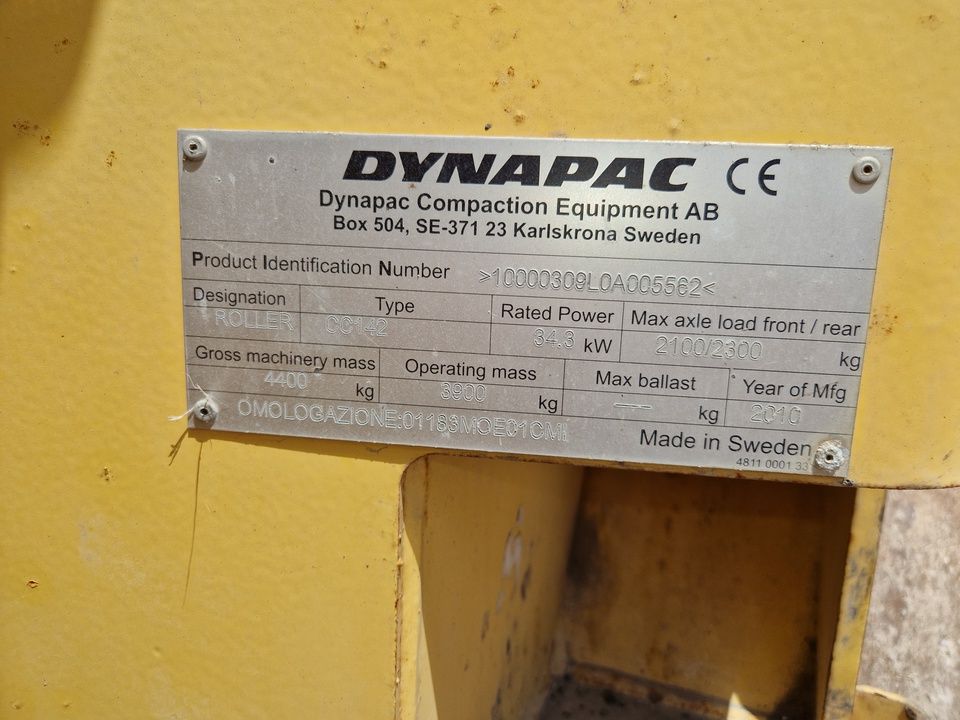 DYNAPAC CE
Dynapac Compaction Equipment AB
Box 504, SE-371 23 Karlskrona Sweden
Product Identification Number >10000309L0A005562<
Designation Type Rated Power Max axle load front / rear
ROLLER CC142 34.3 kW 2100/2300 kg
Gross machinery mass Operating mass Max ballast Year of Mfg
4400 kg 3900 kg --- kg 2010
OMOLOGAZIONE:01183MOE01CMI Made in Sweden
4811 0001 33